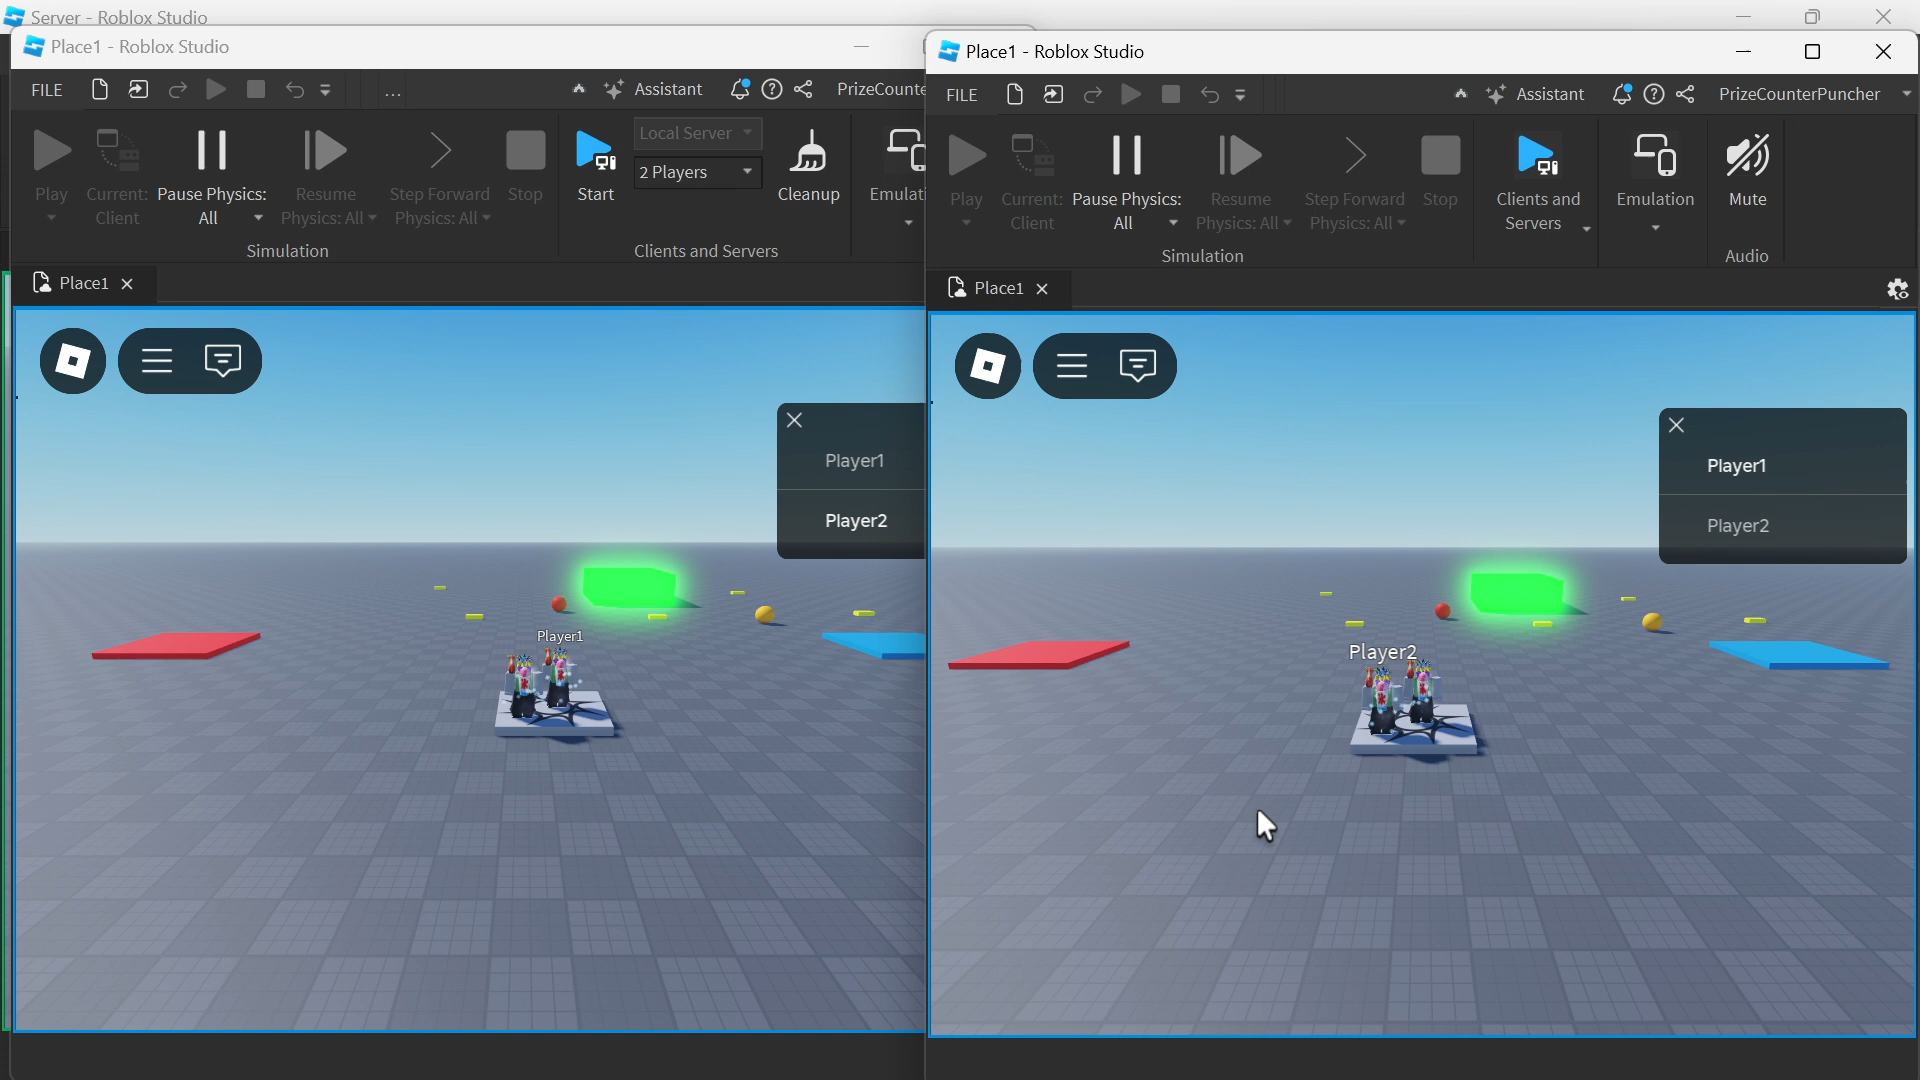 Server - Roblox Studio
Place1 - Roblox Studio
FILE
...
Assistant
PrizeCounte
Play
Current:
Client
Pause Physics:
All
Resume
Physics: All
Step Forward
Physics: All
Stop
Simulation
Start
Local Server
2 Players
Cleanup
Clients and Servers
Emulati
Place1
Player1
Player2
Player1
Place1 - Roblox Studio
FILE
Assistant
PrizeCounterPuncher
Play
Current:
Client
Pause Physics:
All
Resume
Physics: All
Step Forward
Physics: All
Stop
Simulation
Clients and
Servers
Emulation
Mute
Audio
Place1
Player1
Player2
Player2